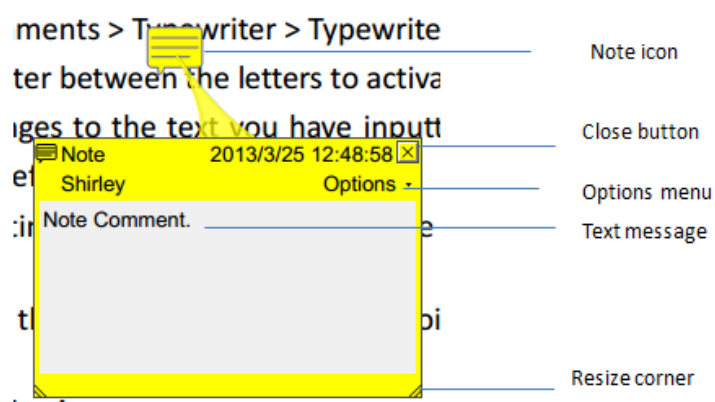 ments > Typewriter > Typewrite
Note icon
ter between the letters to activa
ges to the text you have inputt
Close button
Note 2013/3/25 12:48:58
Shirley Options
Options menu
Note Comment.
Text message
Resize corner